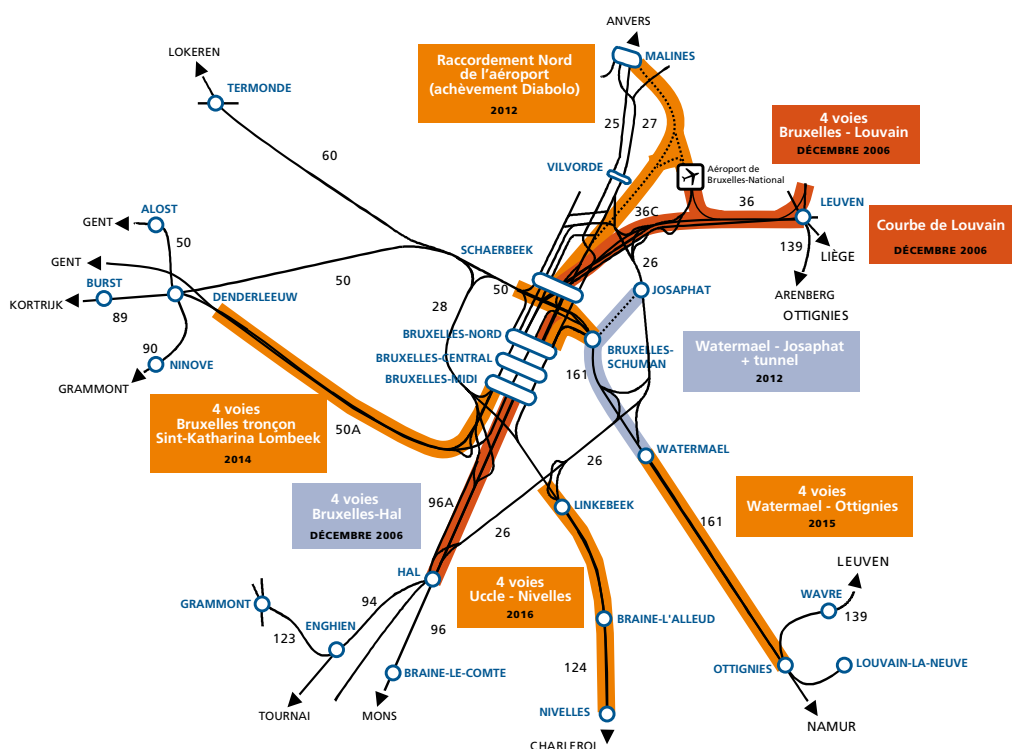 ANVERS
MALINES
LOKEREN
TERMONDE
Raccordement Nord
de l'aéroport
(achèvement Diabolo)
2012
25
27
4 voies
Bruxelles - Louvain
DÉCEMBRE 2006
60
VILVORDE
Aéroport de
Bruxelles-National
36C
36
LEUVEN
Courbe de Louvain
DÉCEMBRE 2006
139
LIÈGE
ARENBERG
OTTIGNIES
GENT
ALOST
50
GENT
BURST
KORTRIJK
89
DENDERLEEUW
50
90
NINOVE
GRAMMONT
SCHAERBEEK
50
28
26
JOSAPHAT
BRUXELLES-NORD
BRUXELLES-CENTRAL
BRUXELLES-MIDI
BRUXELLES-
SCHUMAN
161
Watermael - Josaphat
+ tunnel
2012
4 voies
Bruxelles tronçon
Sint-Katharina Lombeek
2014
50A
WATERMAEL
26
4 voies
Bruxelles-Hal
DÉCEMBRE 2006
96A
26
LINKEBEEK
161
4 voies
Watermael - Ottignies
2015
HAL
4 voies
Uccle - Nivelles
2016
GRAMMONT
123
ENGHIEN
94
96
BRAINE-L'ALLEUD
LEUVEN
WAVRE
139
BRAINE-LE-COMTE
124
OTTIGNIES
LOUVAIN-LA-NEUVE
TOURNAI
MONS
NIVELLES
NAMUR
CHARLEROI